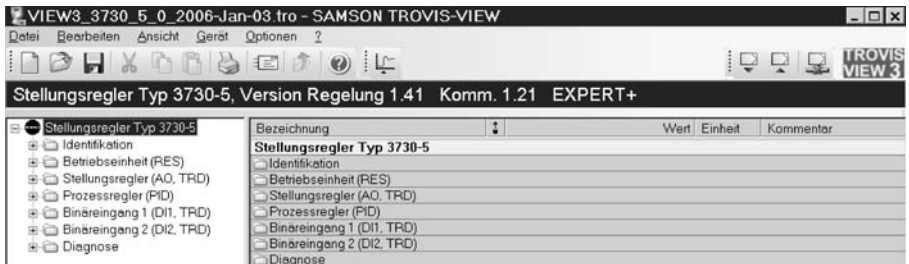 VIEW3_3730_5_0_2006-Jan-03.tro - SAMSON TROVIS-VIEW
Datei Bearbeiten Ansicht Gerät Optionen ?
TROVIS
VIEW 3
Stellungsregler Typ 3730-5, Version Regelung 1.41 Komm. 1.21 EXPERT+
Stellungsregler Typ 3730-5
Identifikation
Betriebseinheit (RES)
Stellungsregler (AO, TRD)
Prozessregler (PID)
Binäreingang 1 (DI1, TRD)
Binäreingang 2 (DI2, TRD)
Diagnose
Bezeichnung Wert Einheit Kommentar
Stellungsregler Typ 3730-5
Identifikation
Betriebseinheit (RES)
Stellungsregler (AO, TRD)
Prozessregler (PID)
Binäreingang 1 (DI1, TRD)
Binäreingang 2 (DI2, TRD)
Diagnose